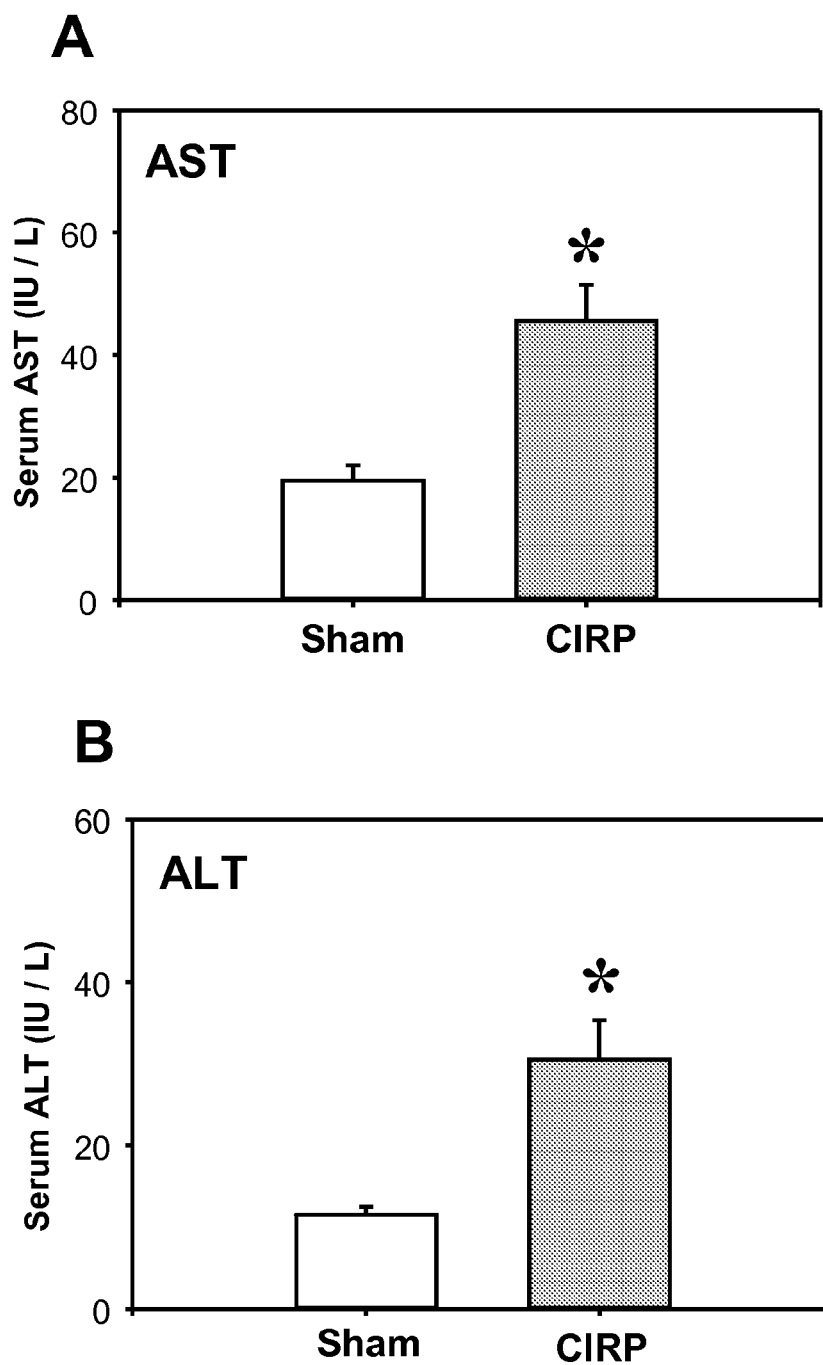 A
AST
Serum AST (IU / L)
80
60
40
20
0
*
Sham CIRP
B
ALT
Serum ALT (IU / L)
60
40
20
0
*
Sham CIRP